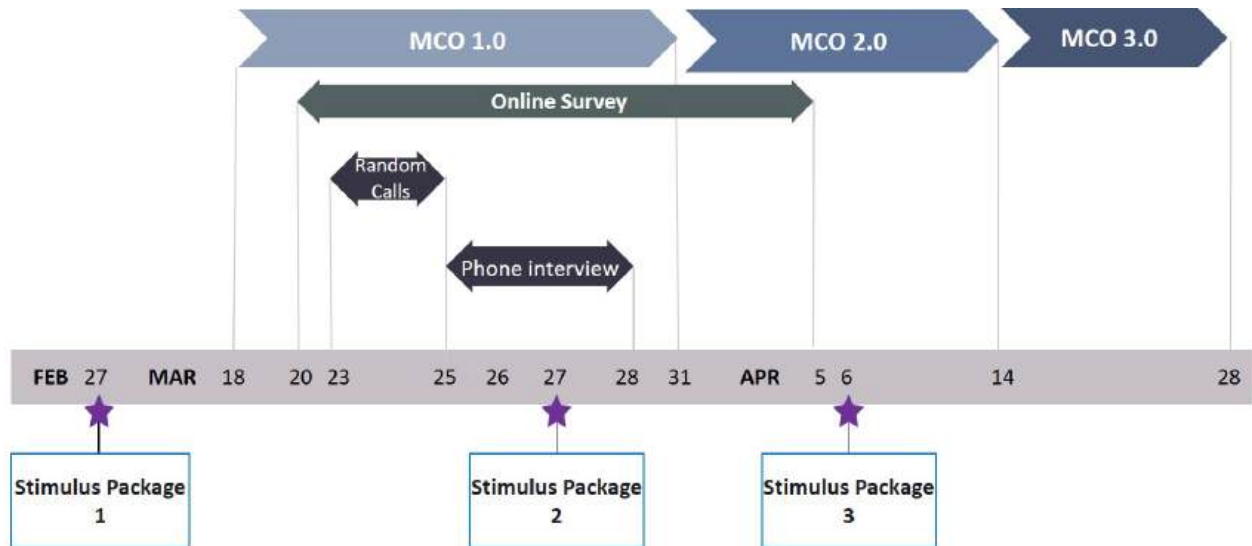 MCO 1.0
MCO 2.0
MCO 3.0
Online Survey
Random
Calls
Phone interview
FEB 27 MAR 18 20 23 25 26 27 28 31 APR 5 6 14 28
Stimulus Package
1
Stimulus Package
2
Stimulus Package
3